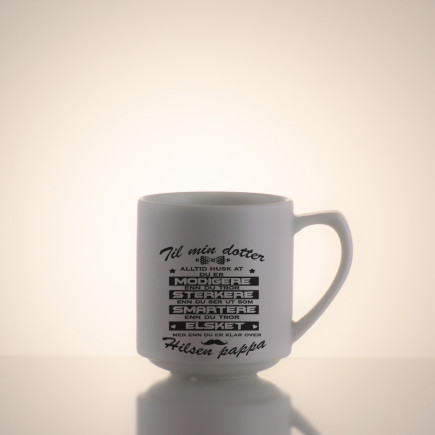 Til min dotter
ALLTID HUSK AT
DU ER
MODIGERE
ENN DU TROR
STERKERE
ENN DU SER UT SOM
SMARTERE
ENN DU TROR
ELSKET
MER ENN DU ER KLAR OVER
Hilsen pappa